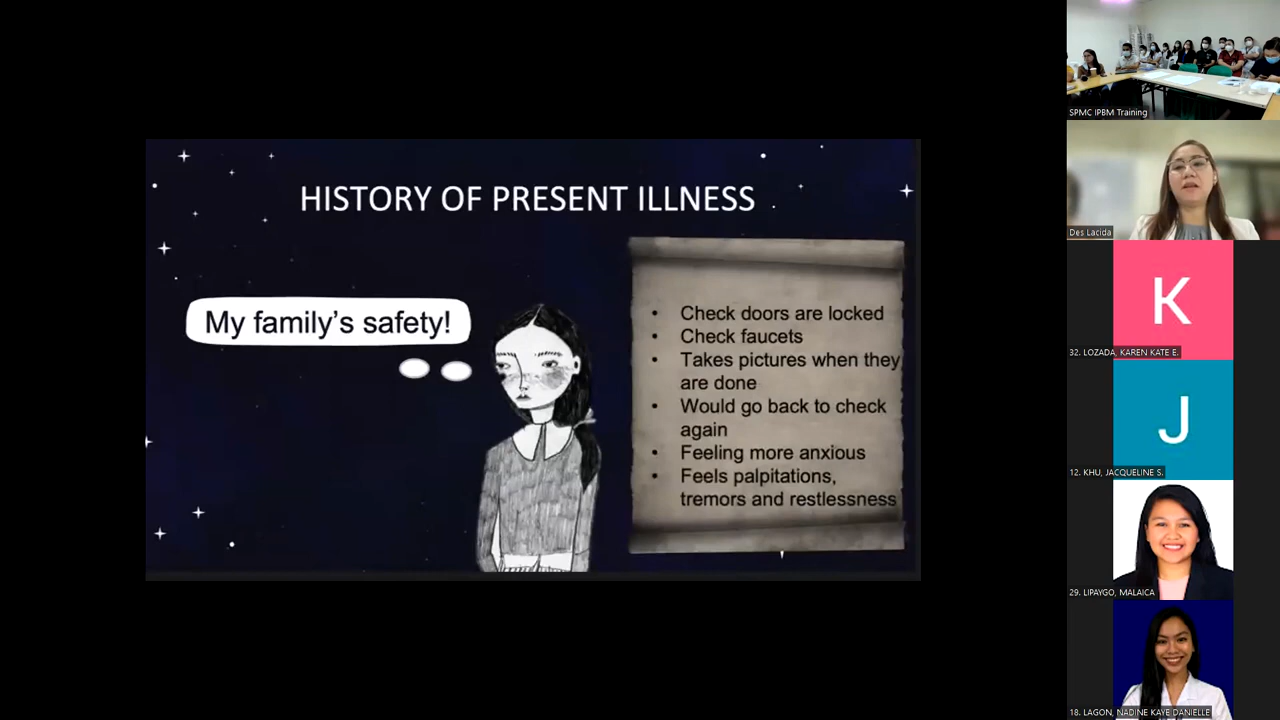 HISTORY OF PRESENT ILLNESS
My family's safety!
• Check doors are locked
• Check faucets
• Takes pictures when they
are done
• Would go back to check
again
• Feeling more anxious
• Feels palpitations,
tremors and restlessness
SPMC IPBM Training
Des Lacida
K
32. LOZADA, KAREN KATE E.
J
12. KHU, JACQUELINE S.
29. LIPAYGO, MALAICA
18. LAGON, NADINE KAYE DANIELLE